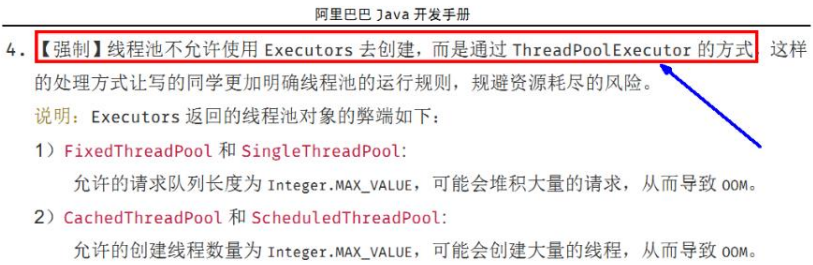 阿里巴巴 Java 开发手册
4. 【强制】线程池不允许使用 Executors 去创建，而是通过 ThreadPoolExecutor 的方式，这样
的处理方式让写的同学更加明确线程池的运行规则，规避资源耗尽的风险。
说明：Executors 返回的线程池对象的弊端如下：
1）FixedThreadPool 和 SingleThreadPool:
允许的请求队列长度为 Integer.MAX_VALUE，可能会堆积大量的请求，从而导致 OOM。
2）CachedThreadPool 和 ScheduledThreadPool:
允许的创建线程数量为 Integer.MAX_VALUE，可能会创建大量的线程，从而导致 OOM。